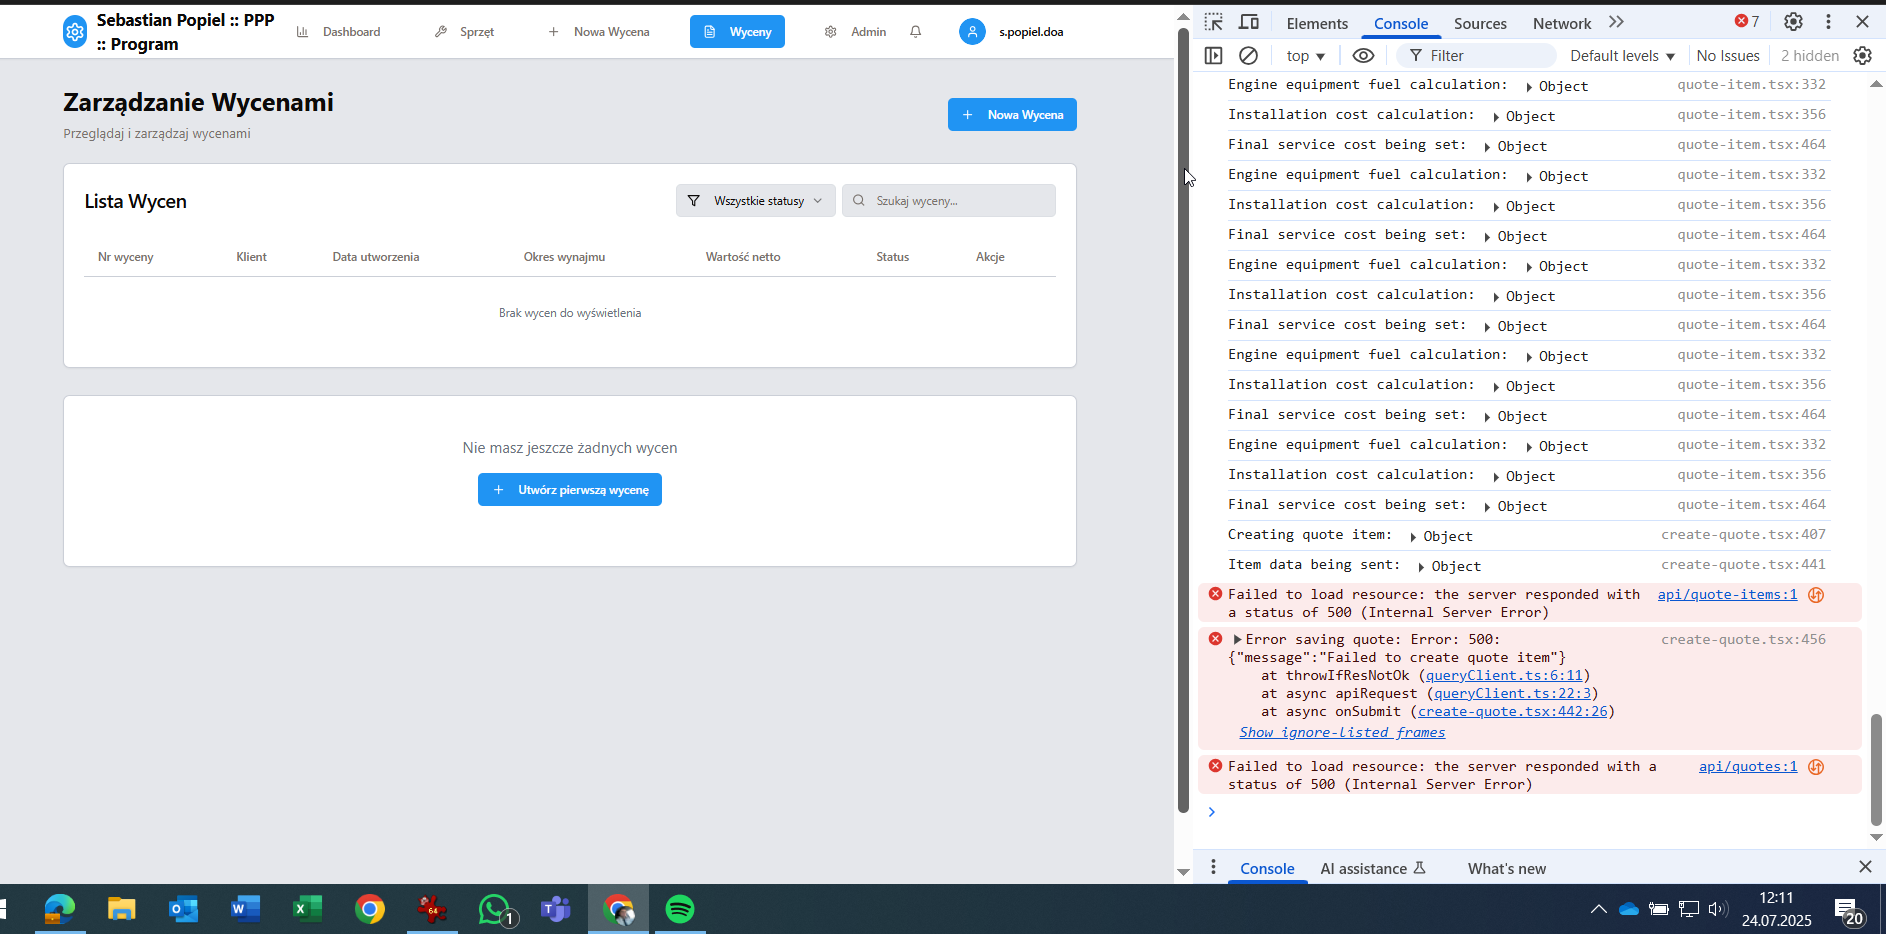 Sebastian Popiel :: PPP
:: Program
Dashboard
Sprzęt
Nowa Wycena
Wyceny
Admin
s.popiel.doa
Zarządzanie Wycenami
Przeglądaj i zarządzaj wycenami
Nowa Wycena
Lista Wycen
Wszystkie statusy
Szukaj wyceny...
Nr wyceny Klient Data utworzenia Okres wynajmu Wartość netto Status Akcje
Brak wycen do wyświetlenia
Nie masz jeszcze żadnych wycen
Utwórz pierwszą wycenę
Elements Console Sources Network 7
top Filter Default levels No Issues 2 hidden
Engine equipment fuel calculation: Object quote-item.tsx:332
Installation cost calculation: Object quote-item.tsx:356
Final service cost being set: Object quote-item.tsx:464
Engine equipment fuel calculation: Object quote-item.tsx:332
Installation cost calculation: Object quote-item.tsx:356
Final service cost being set: Object quote-item.tsx:464
Engine equipment fuel calculation: Object quote-item.tsx:332
Installation cost calculation: Object quote-item.tsx:356
Final service cost being set: Object quote-item.tsx:464
Engine equipment fuel calculation: Object quote-item.tsx:332
Installation cost calculation: Object quote-item.tsx:356
Final service cost being set: Object quote-item.tsx:464
Engine equipment fuel calculation: Object quote-item.tsx:332
Installation cost calculation: Object quote-item.tsx:356
Final service cost being set: Object quote-item.tsx:464
Creating quote item: Object create-quote.tsx:407
Item data being sent: Object create-quote.tsx:441
Failed to load resource: the server responded with api/quote-items:1
a status of 500 (Internal Server Error)
Error saving quote: Error: 500: create-quote.tsx:456
{"message":"Failed to create quote item"}
at throwIfResNotOk (queryClient.ts:6:11)
at async apiRequest (queryClient.ts:22:3)
at async onSubmit (create-quote.tsx:442:26)
Show ignore-listed frames
Failed to load resource: the server responded with a api/quotes:1
status of 500 (Internal Server Error)
Console AI assistance What's new
64
1
12:11
24.07.2025
20